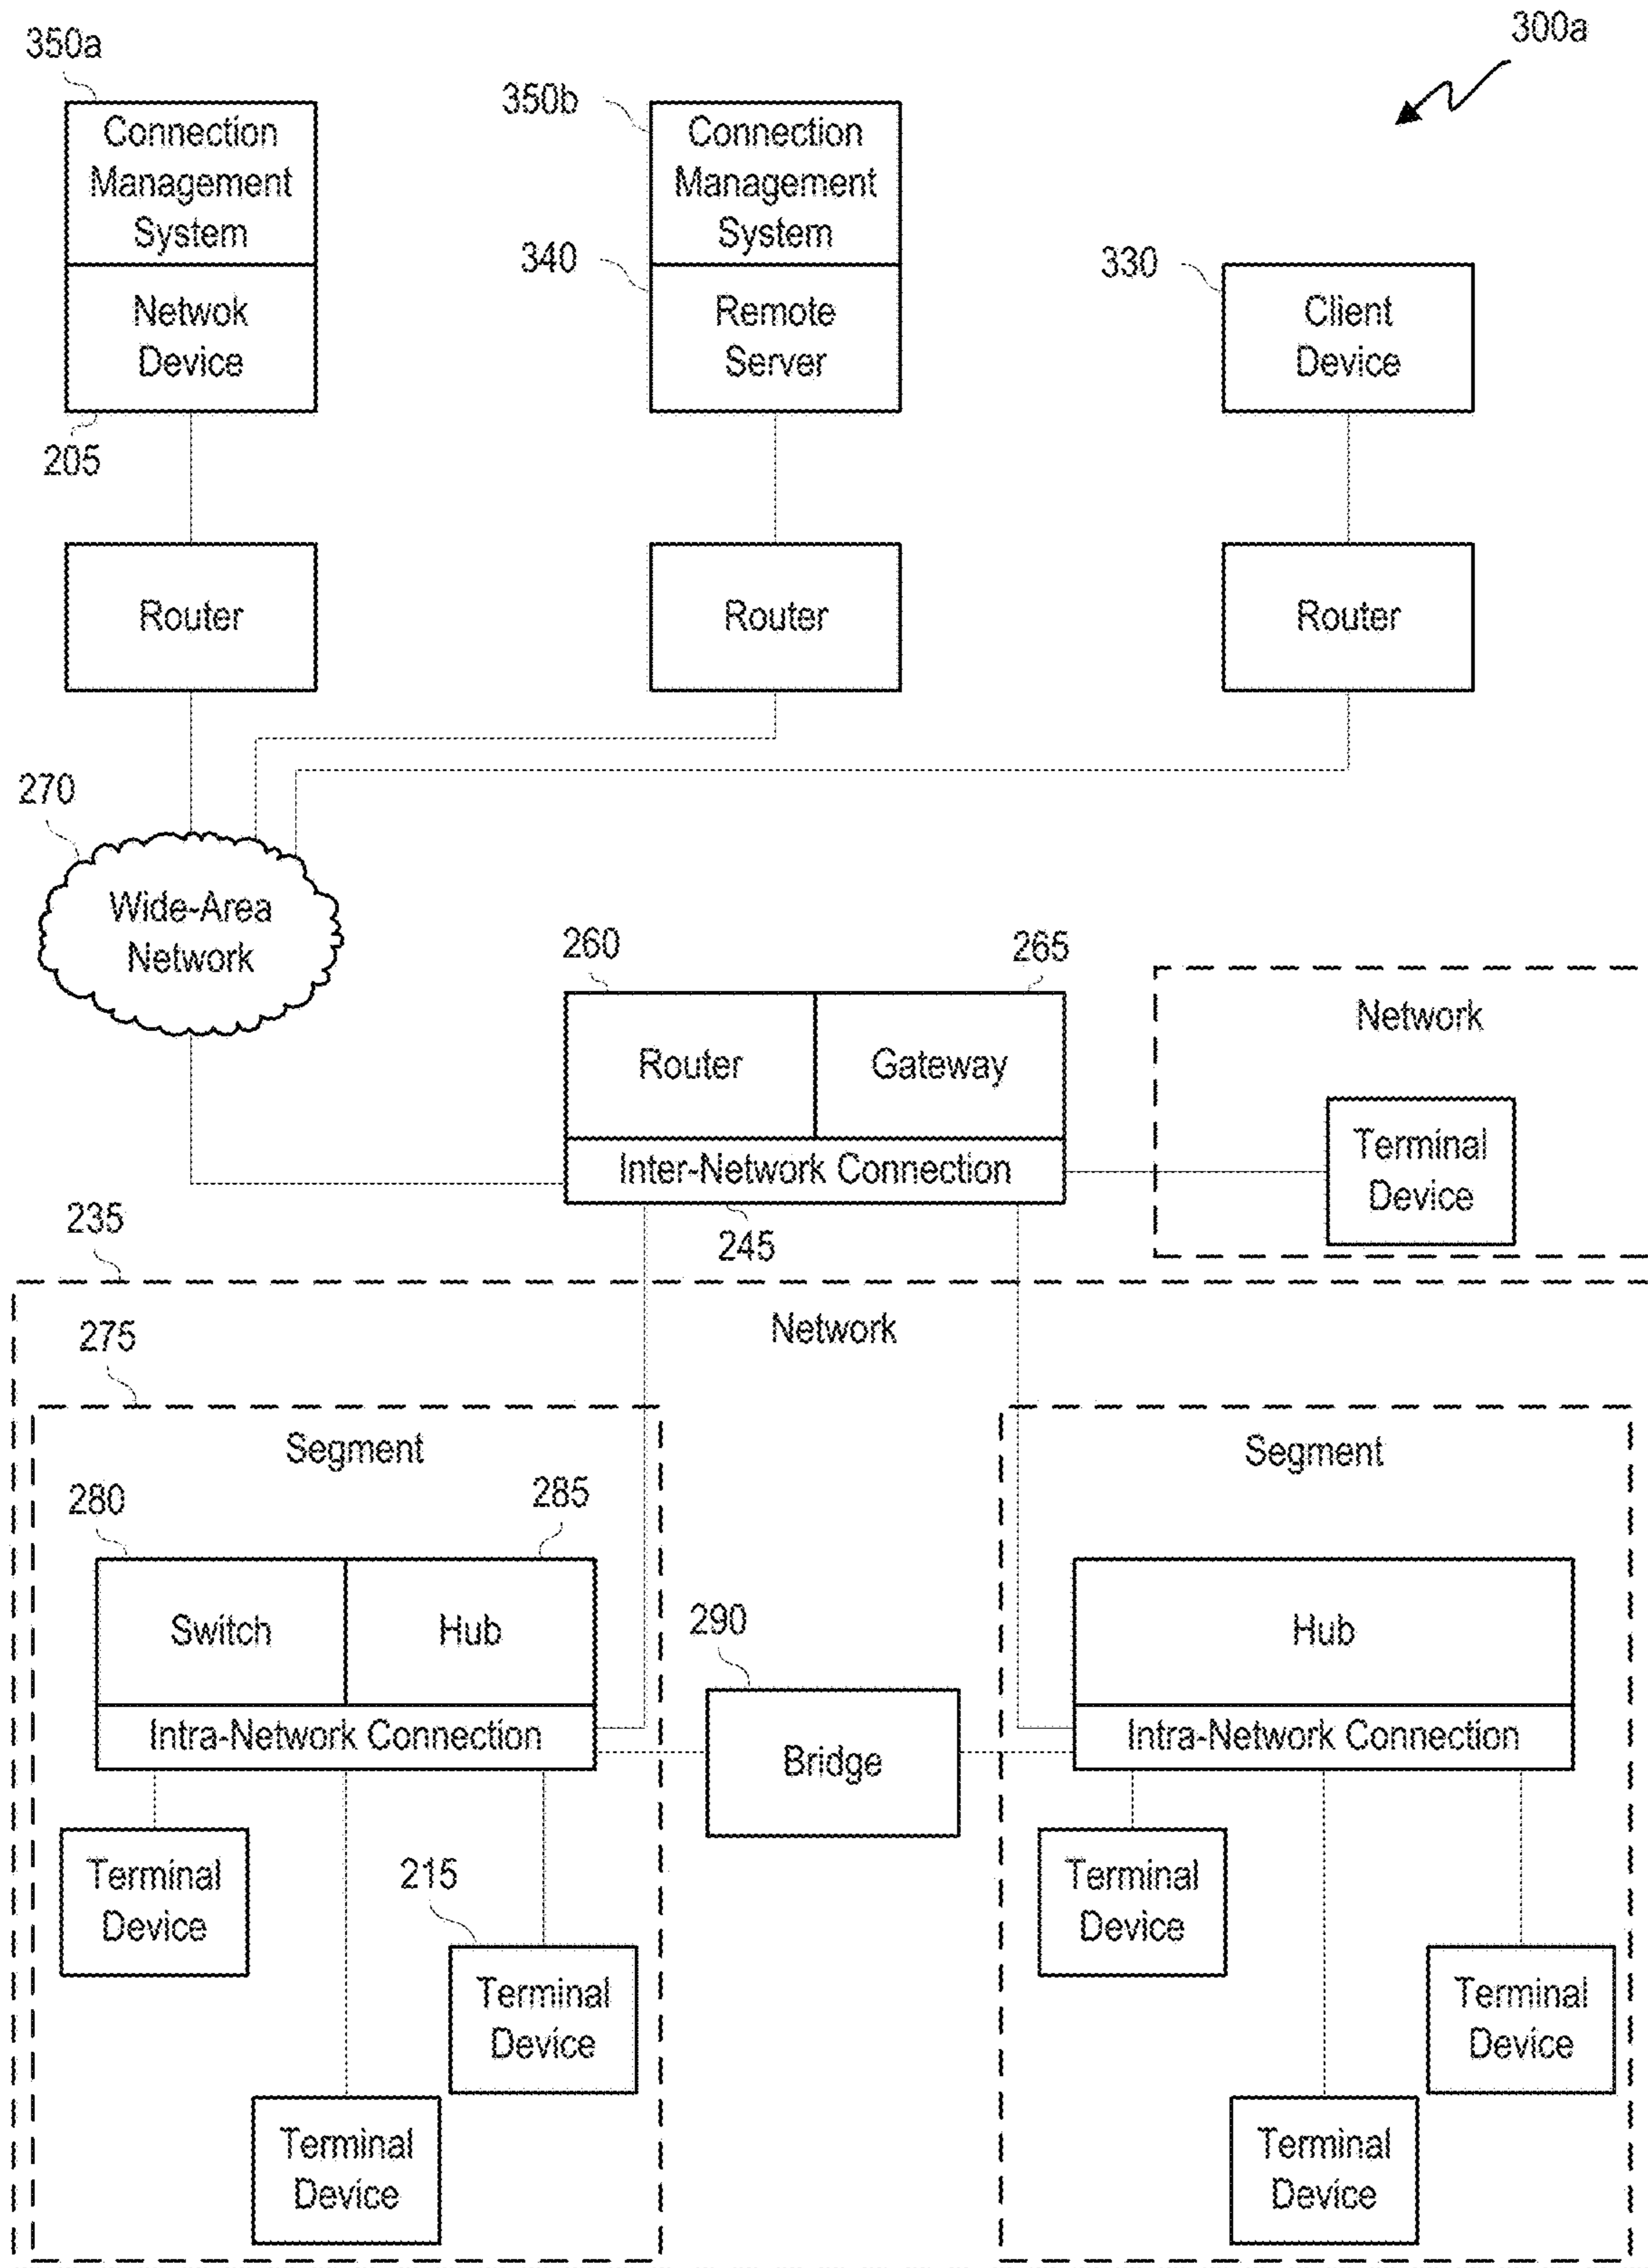 300a
350a
Connection
Management
System
Netwok
Device
205
350b
Connection
Management
System
340
Remote
Server
330
Client
Device
Router
Router
Router
270
Wide-Area
Network
260
265
Router
Gateway
Inter-Network Connection
245
Network
Terminal
Device
235
Network
275
Segment
280
285
Switch
Hub
Intra-Network Connection
290
Bridge
Terminal
Device
215
Terminal
Device
Terminal
Device
Segment
Hub
Intra-Network Connection
Terminal
Device
Terminal
Device
Terminal
Device